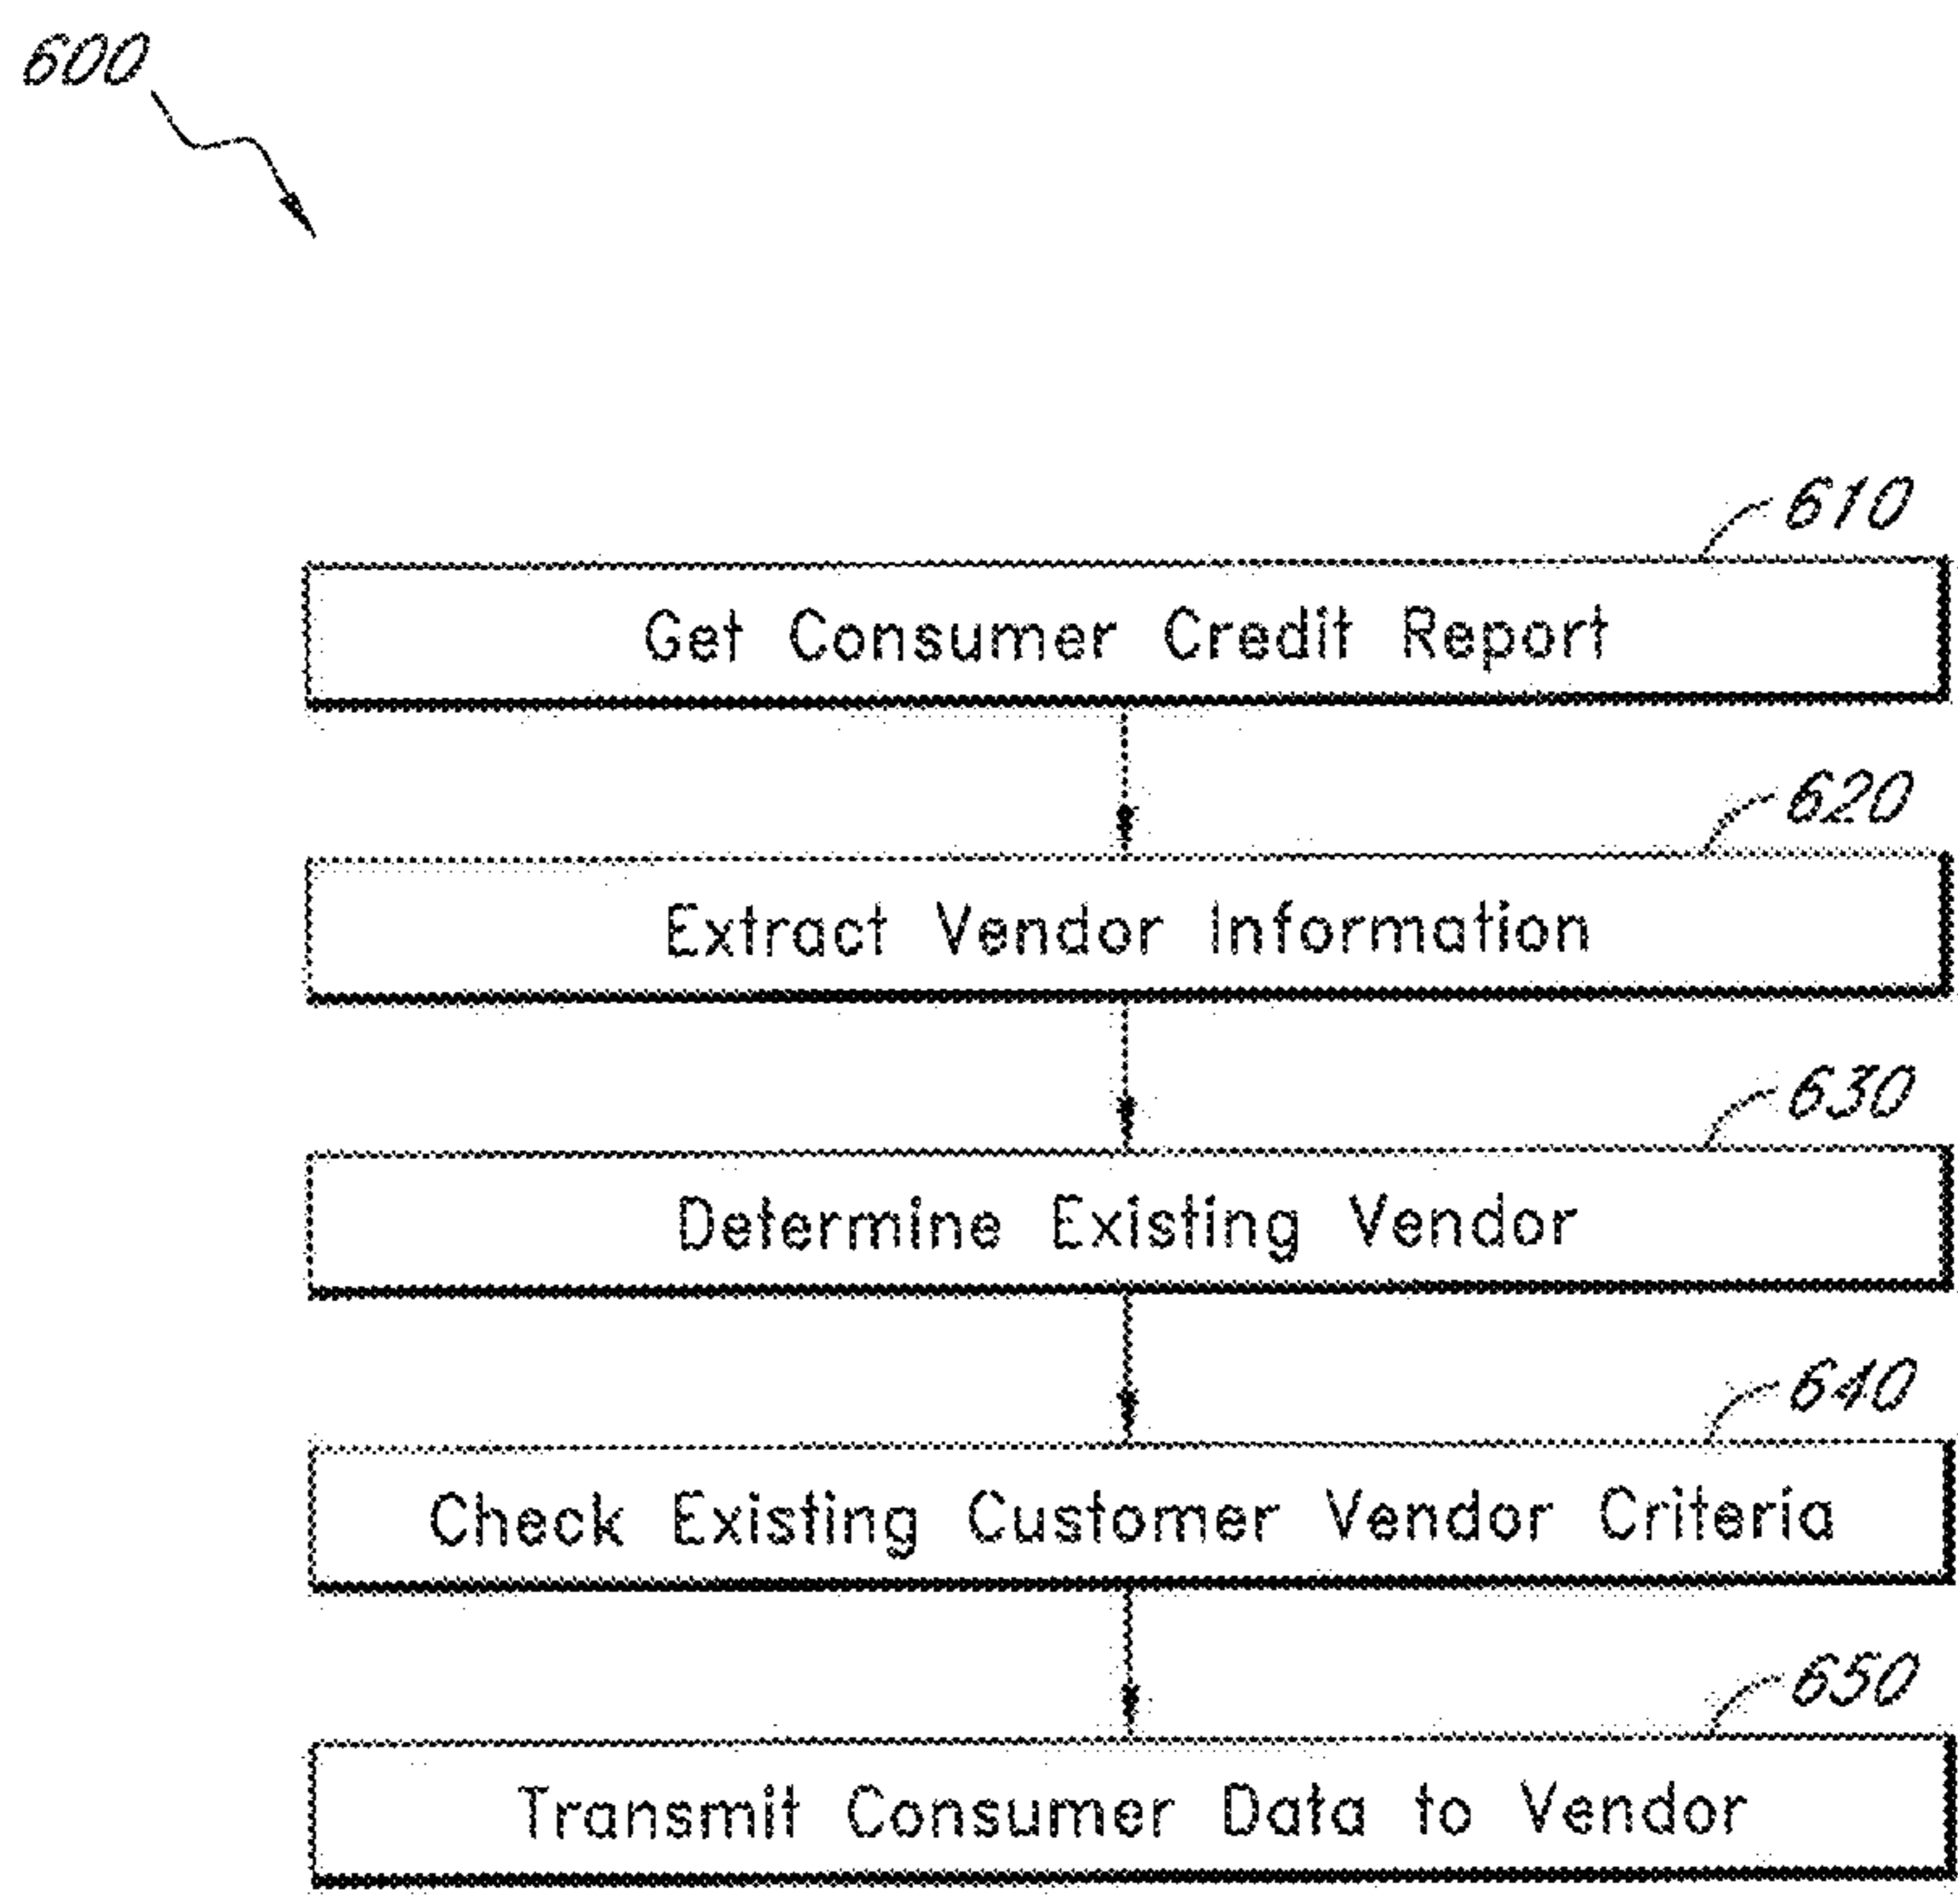 600
610
Get Consumer Credit Report
620
Extract Vendor Information
630
Determine Existing Vendor
640
Check Existing Customer Vendor Criteria
650
Transmit Consumer Data to Vendor